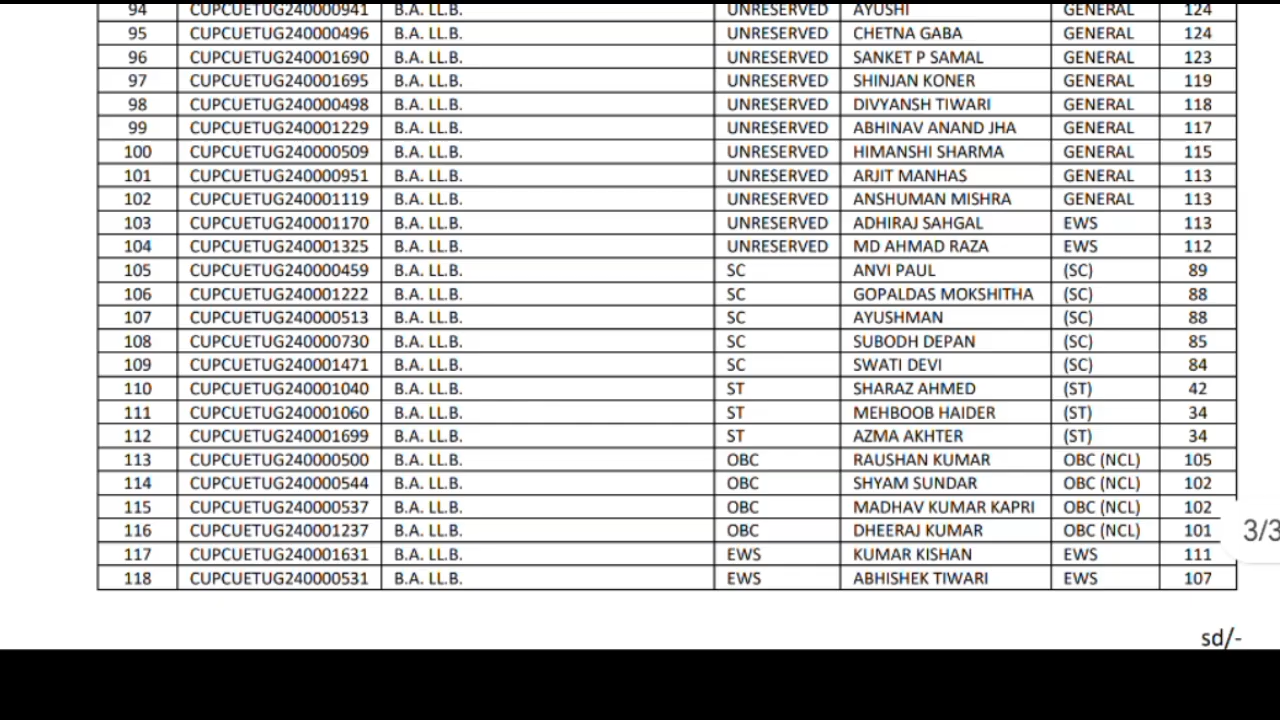 94 CUPCUETUG240000941 B.A. LL.B. UNRESERVED AYUSHI GENERAL 124
95 CUPCUETUG240000496 B.A. LL.B. UNRESERVED CHETNA GABA GENERAL 124
96 CUPCUETUG240001690 B.A. LL.B. UNRESERVED SANKET P SAMAL GENERAL 123
97 CUPCUETUG240001695 B.A. LL.B. UNRESERVED SHINJAN KONER GENERAL 119
98 CUPCUETUG240000498 B.A. LL.B. UNRESERVED DIVYANSH TIWARI GENERAL 118
99 CUPCUETUG240001229 B.A. LL.B. UNRESERVED ABHINAV ANAND JHA GENERAL 117
100 CUPCUETUG240000509 B.A. LL.B. UNRESERVED HIMANSHI SHARMA GENERAL 115
101 CUPCUETUG240000951 B.A. LL.B. UNRESERVED ARJIT MANHAS GENERAL 113
102 CUPCUETUG240001119 B.A. LL.B. UNRESERVED ANSHUMAN MISHRA GENERAL 113
103 CUPCUETUG240001170 B.A. LL.B. UNRESERVED ADHIRAJ SAHGAL EWS 113
104 CUPCUETUG240001325 B.A. LL.B. UNRESERVED MD AHMAD RAZA EWS 112
105 CUPCUETUG240000459 B.A. LL.B. SC ANVI PAUL (SC) 89
106 CUPCUETUG240001222 B.A. LL.B. SC GOPALDAS MOKSHITHA (SC) 88
107 CUPCUETUG240000513 B.A. LL.B. SC AYUSHMAN (SC) 88
108 CUPCUETUG240000730 B.A. LL.B. SC SUBODH DEPAN (SC) 85
109 CUPCUETUG240001471 B.A. LL.B. SC SWATI DEVI (SC) 84
110 CUPCUETUG240001040 B.A. LL.B. ST SHARAZ AHMED (ST) 42
111 CUPCUETUG240001060 B.A. LL.B. ST MEHBOOB HAIDER (ST) 34
112 CUPCUETUG240001699 B.A. LL.B. ST AZMA AKHTER (ST) 34
113 CUPCUETUG240000500 B.A. LL.B. OBC RAUSHAN KUMAR OBC (NCL) 105
114 CUPCUETUG240000544 B.A. LL.B. OBC SHYAM SUNDAR OBC (NCL) 102
115 CUPCUETUG240000537 B.A. LL.B. OBC MADHAV KUMAR KAPRI OBC (NCL) 102
116 CUPCUETUG240001237 B.A. LL.B. OBC DHEERAJ KUMAR OBC (NCL) 101
3/3
117 CUPCUETUG240001631 B.A. LL.B. EWS KUMAR KISHAN EWS 111
118 CUPCUETUG240000531 B.A. LL.B. EWS ABHISHEK TIWARI EWS 107
sd/-